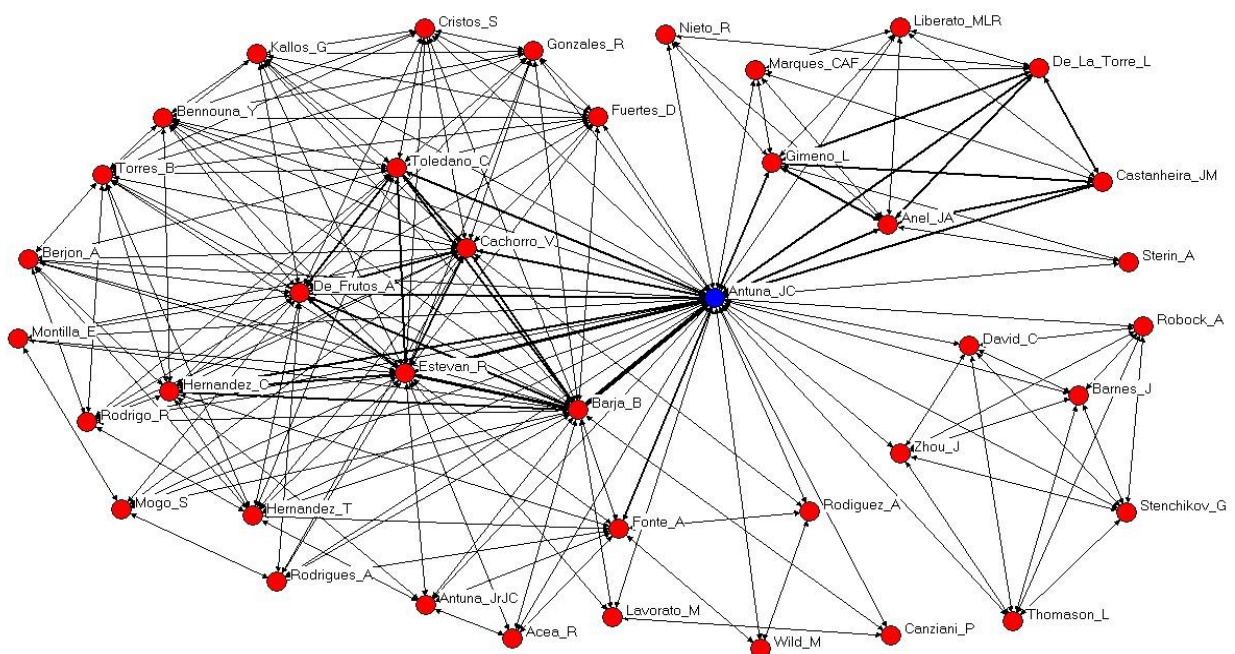 Cristos_S
Nieto_R
Liberato_MLR
Kallos_G
Gonzales_R
Marques_CAF
De_La_Torre_L
Bennouna_Y
Fuertes_D
Toledano_C
Gimeno_L
Torres_B
Castanheira_JM
Anel_JA
Cachorro_V
Berjon_A
Sterin_A
De_Frutos_A
Antuna_JC
Montilla_E
Robock_A
David_C
Estevan_R
Hernandez_C
Barnes_J
Barja_B
Rodrigo_R
Zhou_J
Mogo_S
Hernandez_T
Rodiguez_A
Stenchikov_G
Fonte_A
Rodrigues_A
Antuna_JrJC
Lavorato_M
Thomason_L
Acea_R
Wild_M
Canziani_P